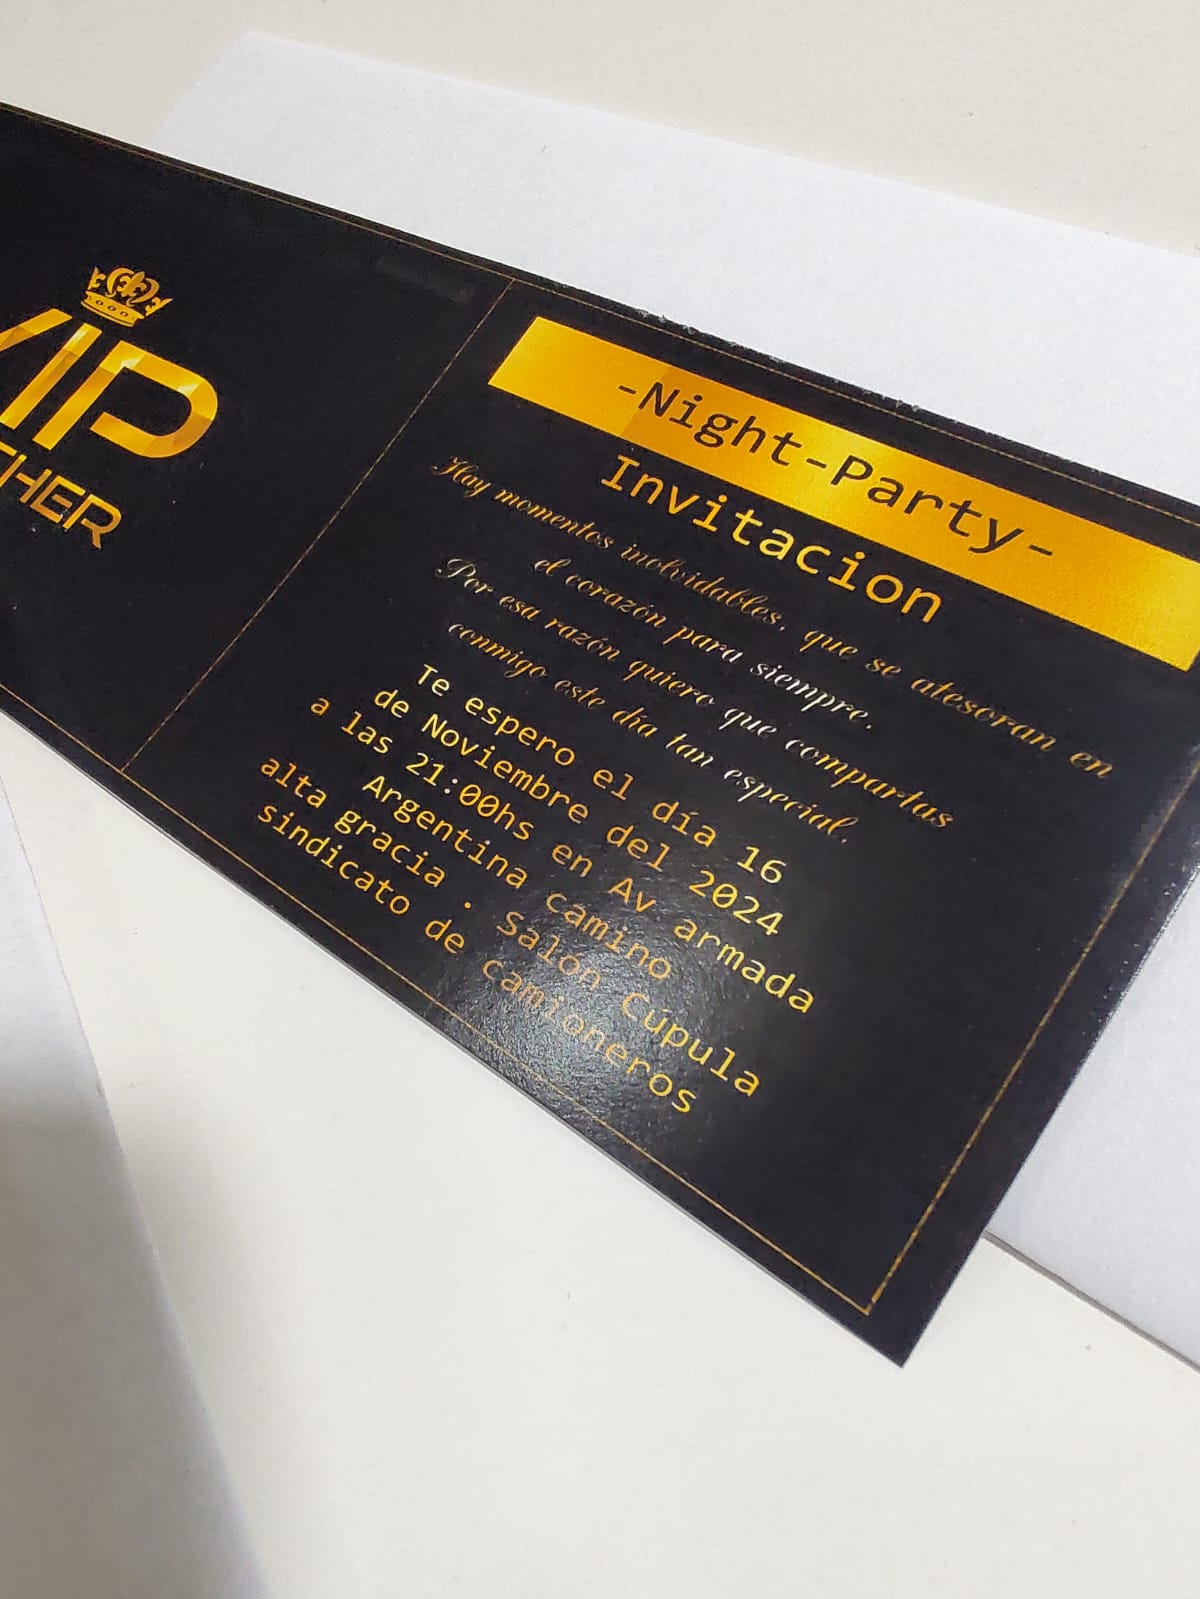 VIP
HER
-Night-Party-
Invitacion
Hay momentos inolvidables, que se atesoran en
el corazón para siempre.
Por esa razón quiero que compartas
conmigo este día tan especial.
Te espero el día 16
de Noviembre del 2024
a las 21:00hs en Av armada
Argentina camino
alta gracia . Salón Cúpula
sindicato de camioneros